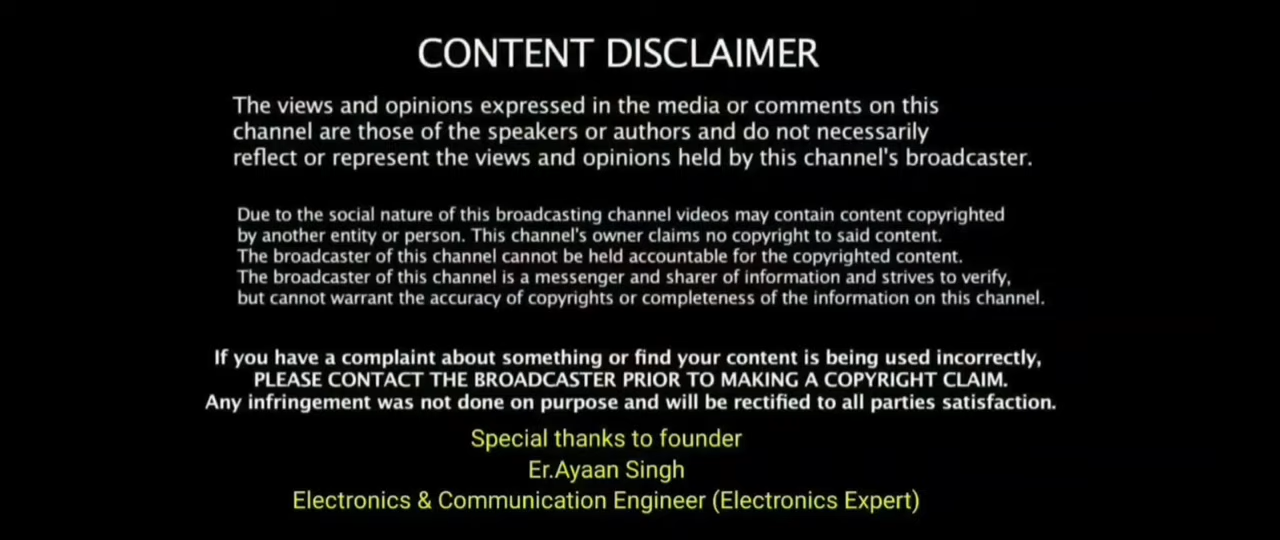 CONTENT DISCLAIMER
The views and opinions expressed in the media or comments on this
channel are those of the speakers or authors and do not necessarily
reflect or represent the views and opinions held by this channel's broadcaster.
Due to the social nature of this broadcasting channel videos may contain content copyrighted
by another entity or person. This channel's owner claims no copyright to said content.
The broadcaster of this channel cannot be held accountable for the copyrighted content.
The broadcaster of this channel is a messenger and sharer of information and strives to verify,
but cannot warrant the accuracy of copyrights or completeness of the information on this channel.
If you have a complaint about something or find your content is being used incorrectly,
PLEASE CONTACT THE BROADCASTER PRIOR TO MAKING A COPYRIGHT CLAIM.
Any infringement was not done on purpose and will be rectified to all parties satisfaction.
Special thanks to founder
Er.Ayaan Singh
Electronics & Communication Engineer (Electronics Expert)